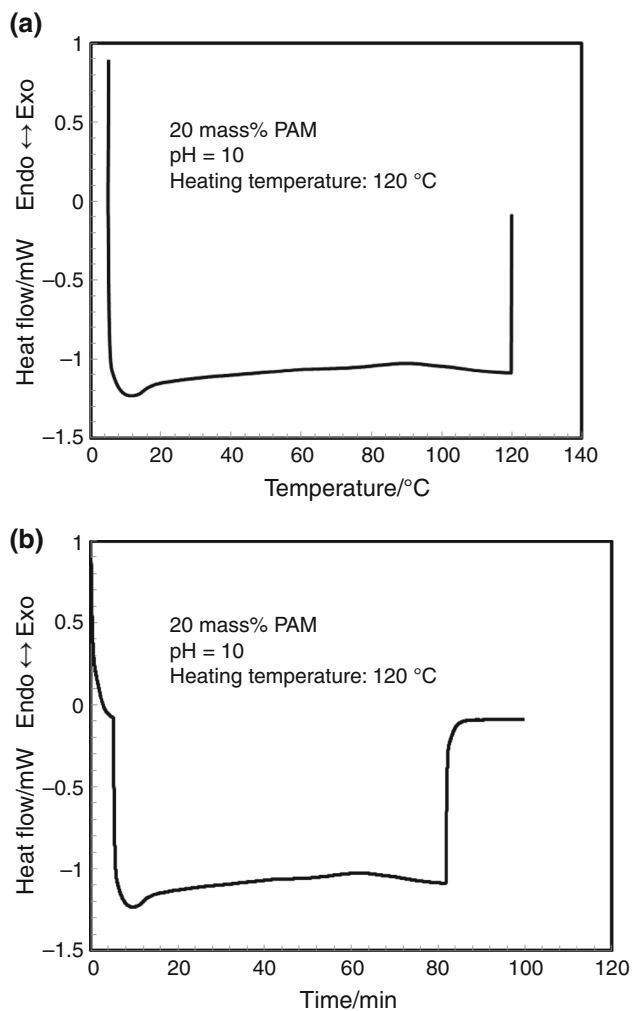 (a)
1
0.5
0
−0.5
−1
−1.5
Heat flow/mW Endo ↔ Exo
20 mass% PAM
pH = 10
Heating temperature: 120 °C
0 20 40 60 80 100 120 140
Temperature/°C
(b)
1
0.5
0
−0.5
−1
−1.5
Heat flow/mW Endo ↔ Exo
20 mass% PAM
pH = 10
Heating temperature: 120 °C
0 20 40 60 80 100 120
Time/min